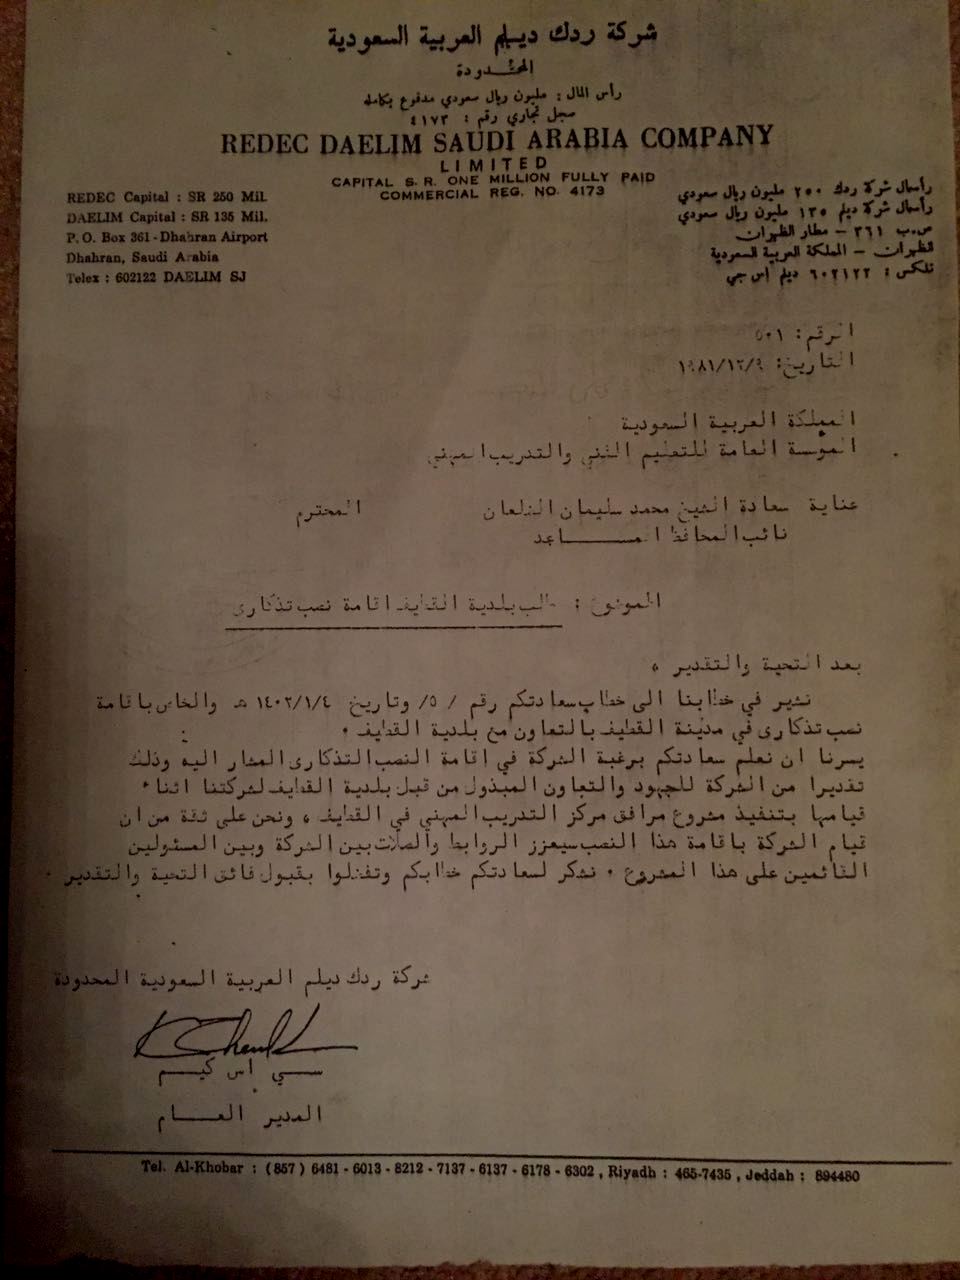 شركة ردك ديلم العربية السعودية
المحدودة
رأس المال : مليون ريال سعودي مدفوع بكامله
سجل تجاري رقم : ٤١٧٣
REDEC DAELIM SAUDI ARABIA COMPANY
LIMITED
CAPITAL S. R. ONE MILLION FULLY PAID
COMMERCIAL REG. NO. 4173
REDEC Capital : SR 250 Mil.
DAELIM Capital : SR 135 Mil.
P. O. Box 361 - Dhahran Airport
Dhahran, Saudi Arabia
Telex : 602122 DAELIM SJ
رأسمال شركة ردك ٢٥٠ مليون ريال سعودي
رأسمال شركة ديلم ١٣٥ مليون ريال سعودي
ص.ب ٣٦١ – مطار الظهران
الظهران – المملكة العربية السعودية
تلكس : ٦٠٢١٢٢ ديلم اس جي
الرقم: ٥٠١
التاريخ: ١٩٨١/١٢/٩
المملكة العربية السعودية
الموسسة العامة للتعليم الفني والتدريب المهني
عناية سعادة الشيخ محمد سليمان المحترم
نائب المحافظ المساعد
الموضوع : طلب بلدية القطيف اقامة نصب تذكارى
بعد التحية والتقدير ،
نشير في خطابنا الى خطاب سعادتكم رقم / ٥/ وتاريخ ١٤٠٢/١/٤ هـ والخاص باقامة
نصب تذكارى في مدينة القطيف بالتعاون مع بلدية القطيف .
يسرنا ان نعلم سعادتكم برغبة الشركة في اقامة النصب التذكارى المشار اليه وذلك
تقديرا من الشركة للجهود والتعاون المبذول من قبل بلدية القطيف لشركتنا اثناء
قيامها بتنفيذ مشروع مرافق مركز التدريب المهني في القطيف ، ونحن على ثقة من ان
قيام الشركة باقامة هذا النصب سيعزز الروابط والصلات بين الشركة وبين المسئولين
القائمين على هذا المشروع . نشكر لسعادتكم خطابكم وتفضلوا بقبول فائق التحية والتقدير .
شركة ردك ديلم العربية السعودية المحدودة
سي اس كيم
المدير العام
Tel. Al-Khobar : (857) 6481 - 6013 - 8212 - 7137 - 6137 - 6178 - 6302 , Riyadh : 465-7435 , Jeddah : 894480